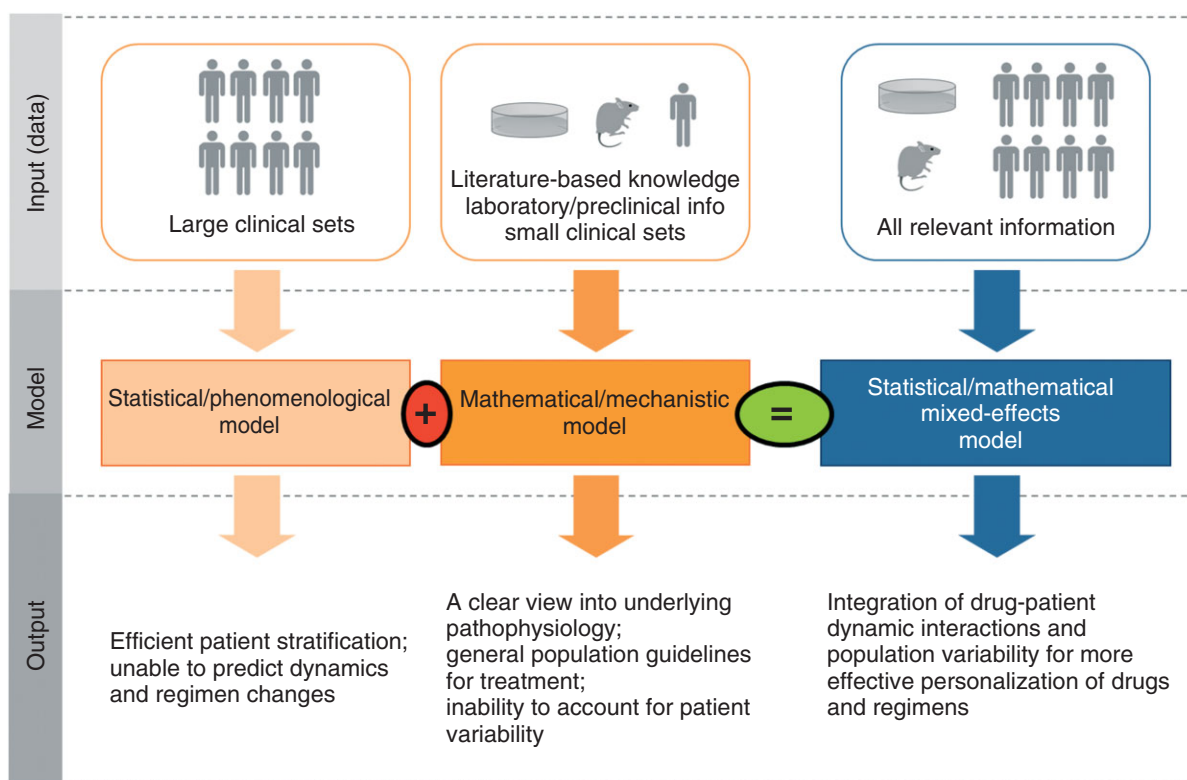 Input (data)
Large clinical sets
Literature-based knowledge
laboratory/preclinical info
small clinical sets
All relevant information
Model
Statistical/phenomenological
model
+
Mathematical/mechanistic
model
=
Statistical/mathematical
mixed-effects
model
Output
Efficient patient stratification;
unable to predict dynamics
and regimen changes
A clear view into underlying
pathophysiology;
general population guidelines
for treatment;
inability to account for patient
variability
Integration of drug-patient
dynamic interactions and
population variability for more
effective personalization of drugs
and regimens